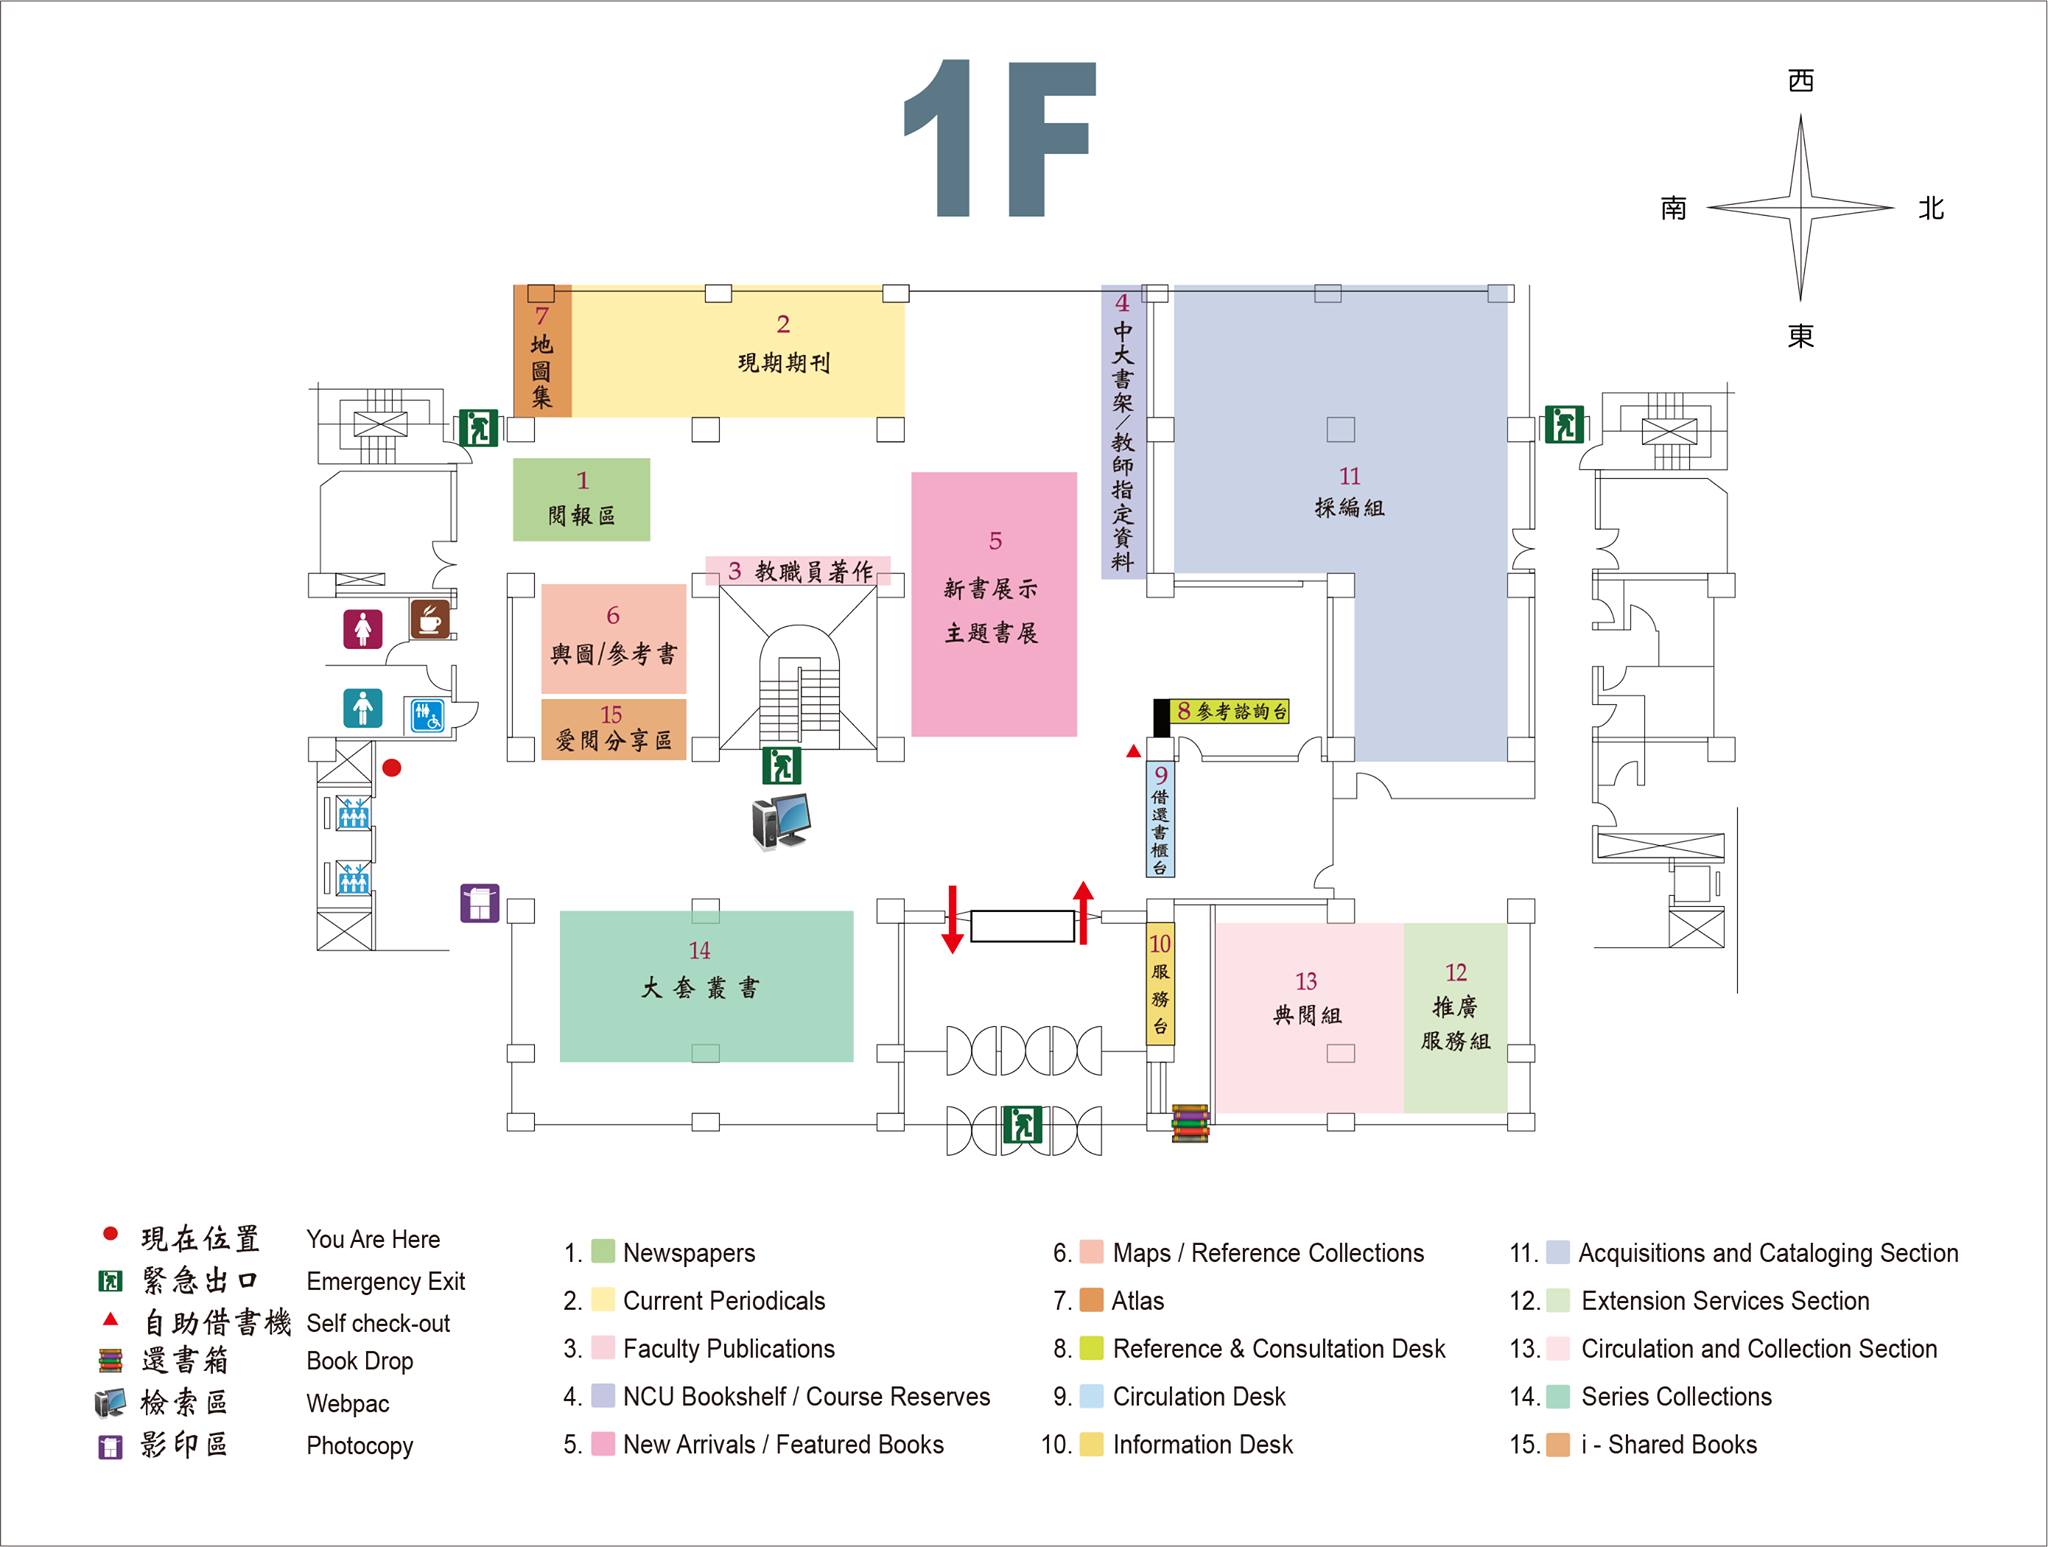 1F
西
南
北
東
7
地圖集
2
現期期刊
4
中大書架/教師指定資料
11
採編組
1
閱報區
5
新書展示
主題書展
3 教職員著作
6
輿圖/參考書
15
愛閱分享區
8 參考諮詢台
9
借還書櫃台
10
服務台
14
大套叢書
13
典閱組
12
推廣
服務組
現在位置 You Are Here
緊急出口 Emergency Exit
自助借書機 Self check-out
還書箱 Book Drop
檢索區 Webpac
影印區 Photocopy
1. Newspapers
2. Current Periodicals
3. Faculty Publications
4. NCU Bookshelf / Course Reserves
5. New Arrivals / Featured Books
6. Maps / Reference Collections
7. Atlas
8. Reference & Consultation Desk
9. Circulation Desk
10. Information Desk
11. Acquisitions and Cataloging Section
12. Extension Services Section
13. Circulation and Collection Section
14. Series Collections
15. i - Shared Books